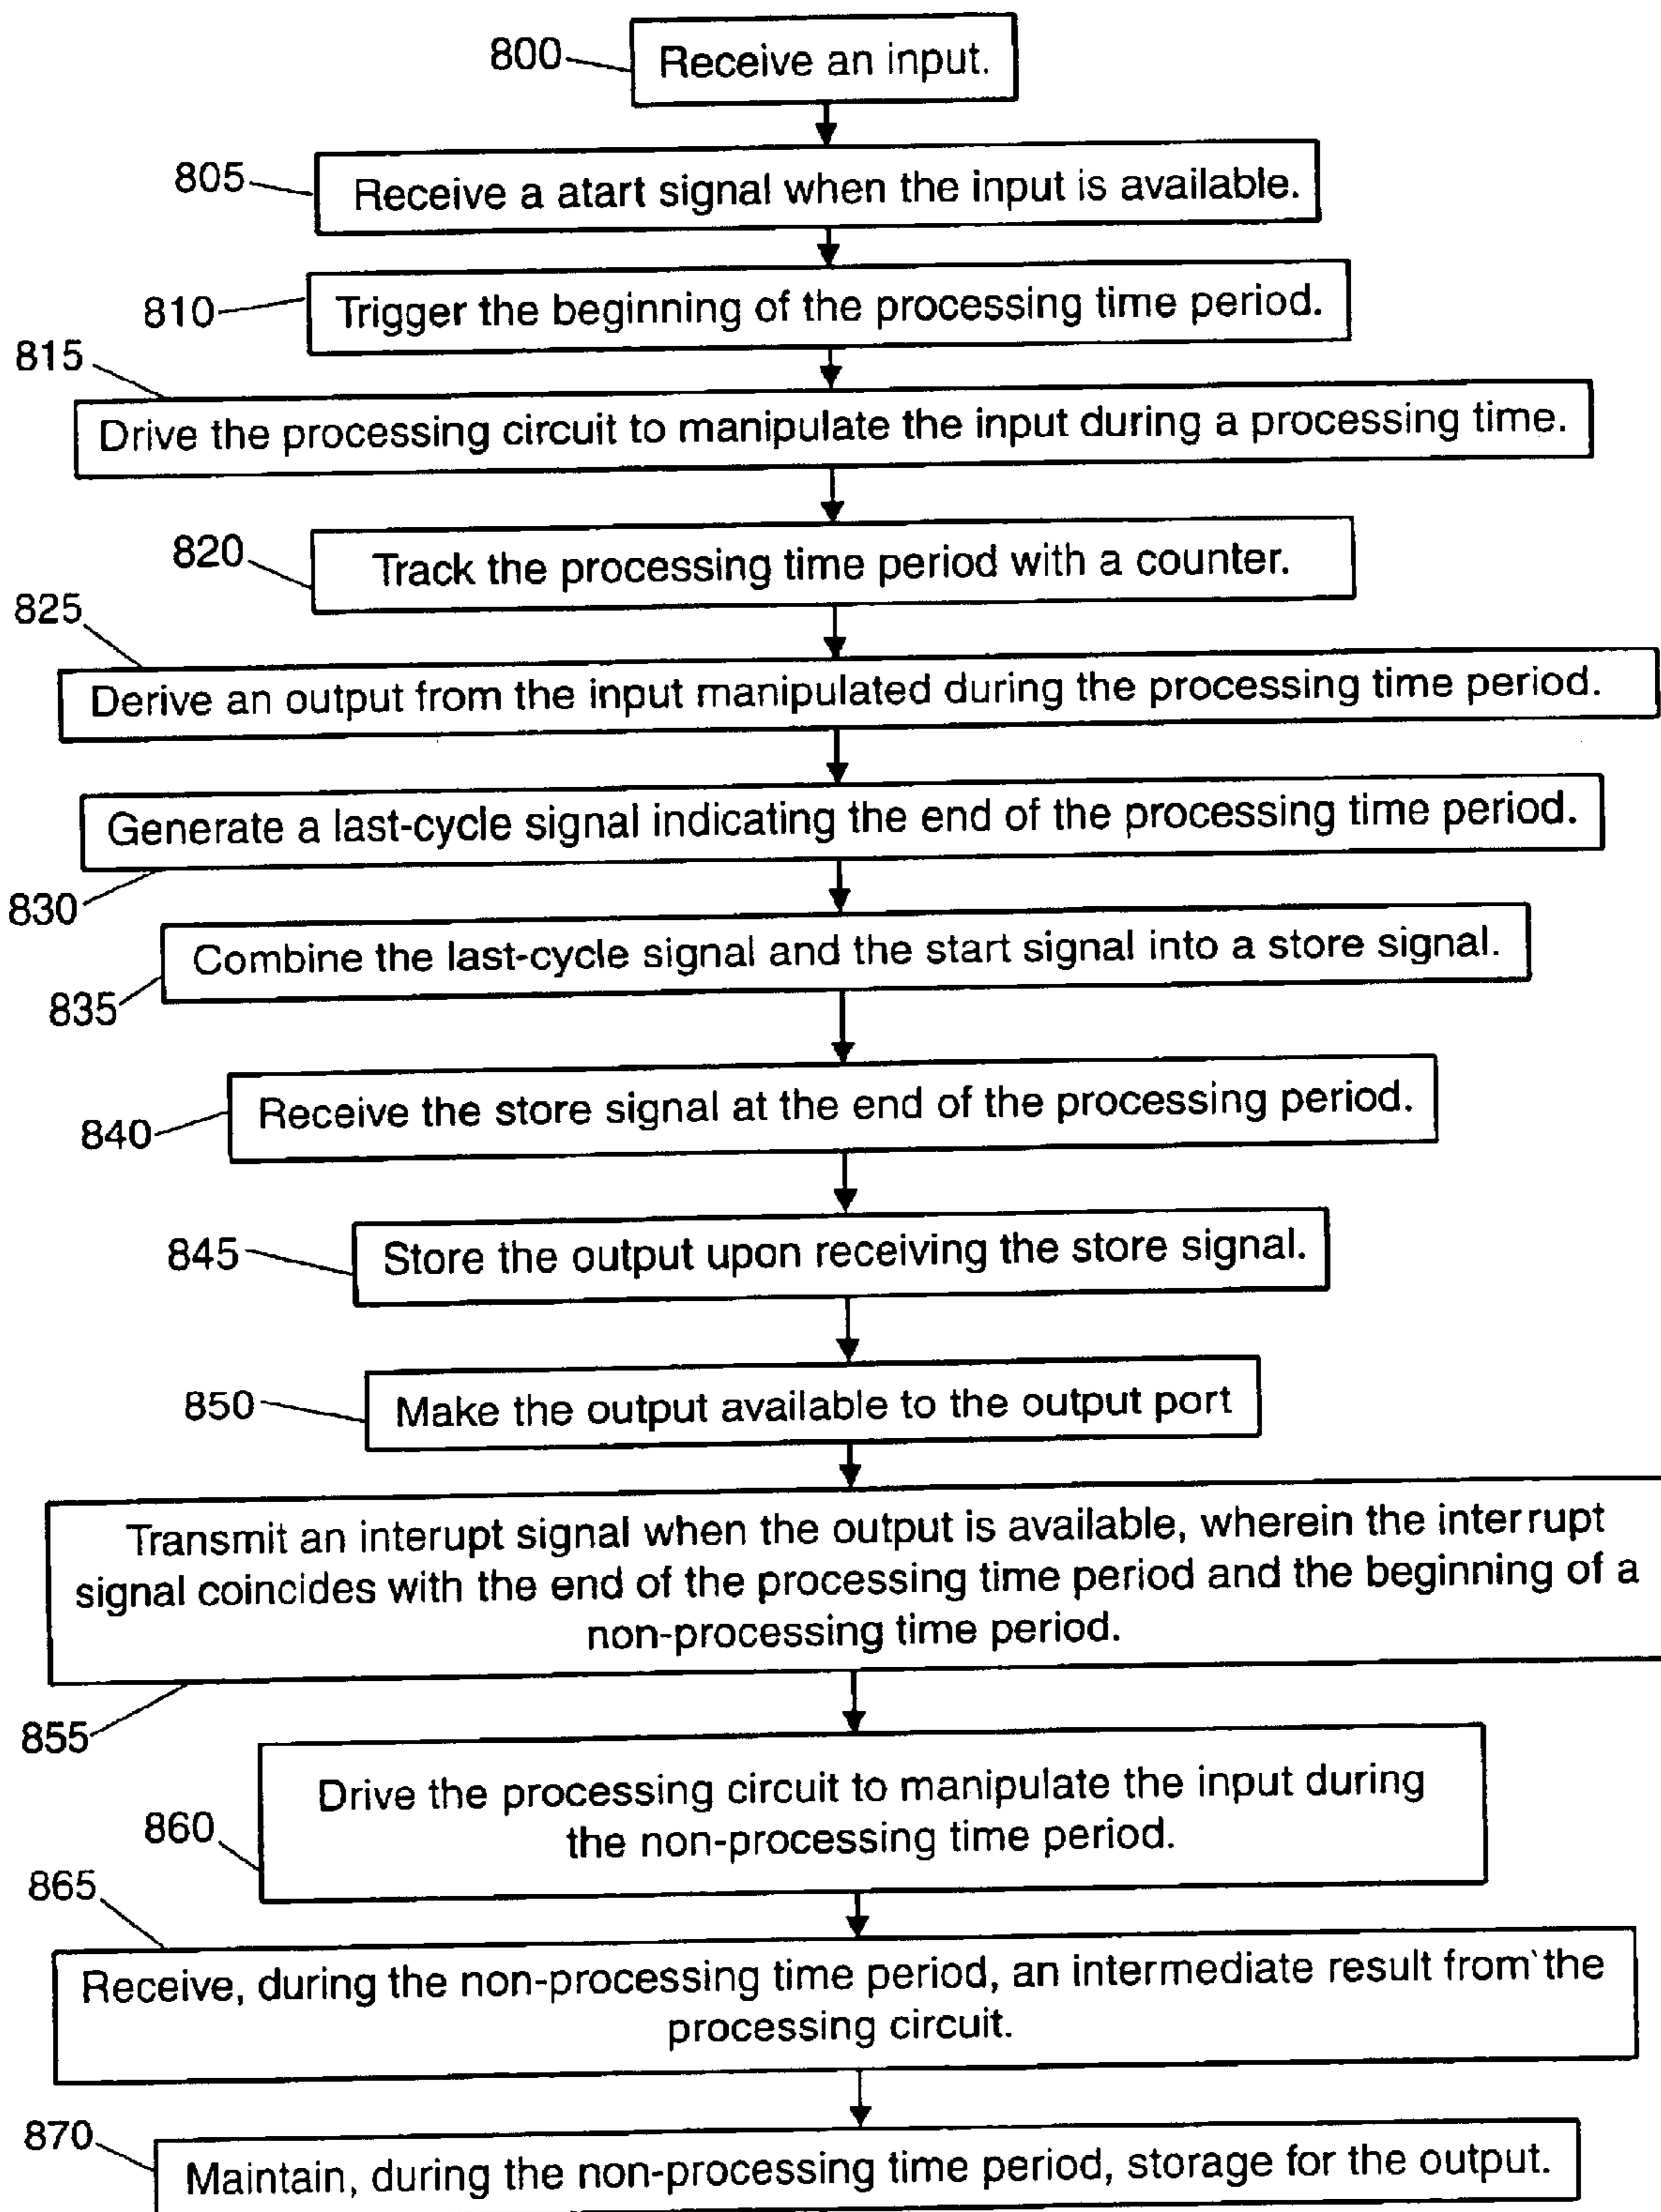 800
Receive an input.
805
Receive a atart signal when the input is available.
810
Trigger the beginning of the processing time period.
815
Drive the processing circuit to manipulate the input during a processing time.
820
Track the processing time period with a counter.
825
Derive an output from the input manipulated during the processing time period.
Generate a last-cycle signal indicating the end of the processing time period.
830
Combine the last-cycle signal and the start signal into a store signal.
835
Receive the store signal at the end of the processing period.
840
845
Store the output upon receiving the store signal.
850
Make the output available to the output port
Transmit an interupt signal when the output is available, wherein the interrupt
signal coincides with the end of the processing time period and the beginning of a
non-processing time period.
855
Drive the processing circuit to manipulate the input during
the non-processing time period.
860
865
Receive, during the non-processing time period, an intermediate result from the
processing circuit.
870
Maintain, during the non-processing time period, storage for the output.